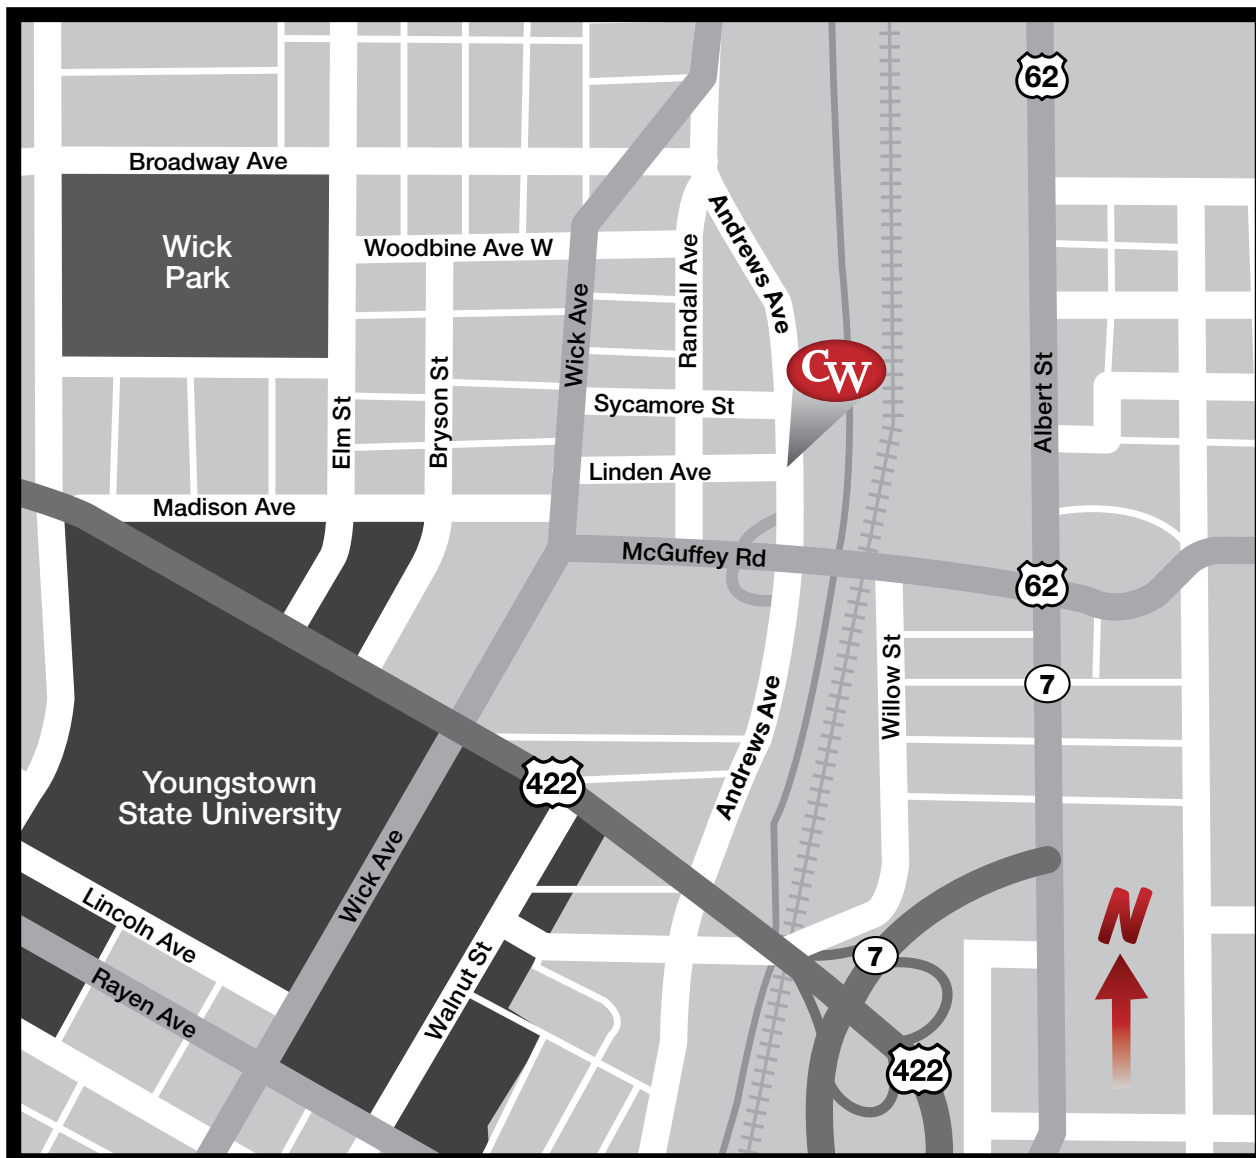 62
Broadway Ave
Andrews Ave
Wick
Park
Woodbine Ave W
Randall Ave
Wick Ave
CW
Bryson St
Elm St
Albert St
Sycamore St
Linden Ave
Madison Ave
McGuffey Rd
62
Willow St
7
Andrews Ave
Youngstown
State University
422
Wick Ave
Lincoln Ave
N
Walnut St
7
Rayen Ave
422